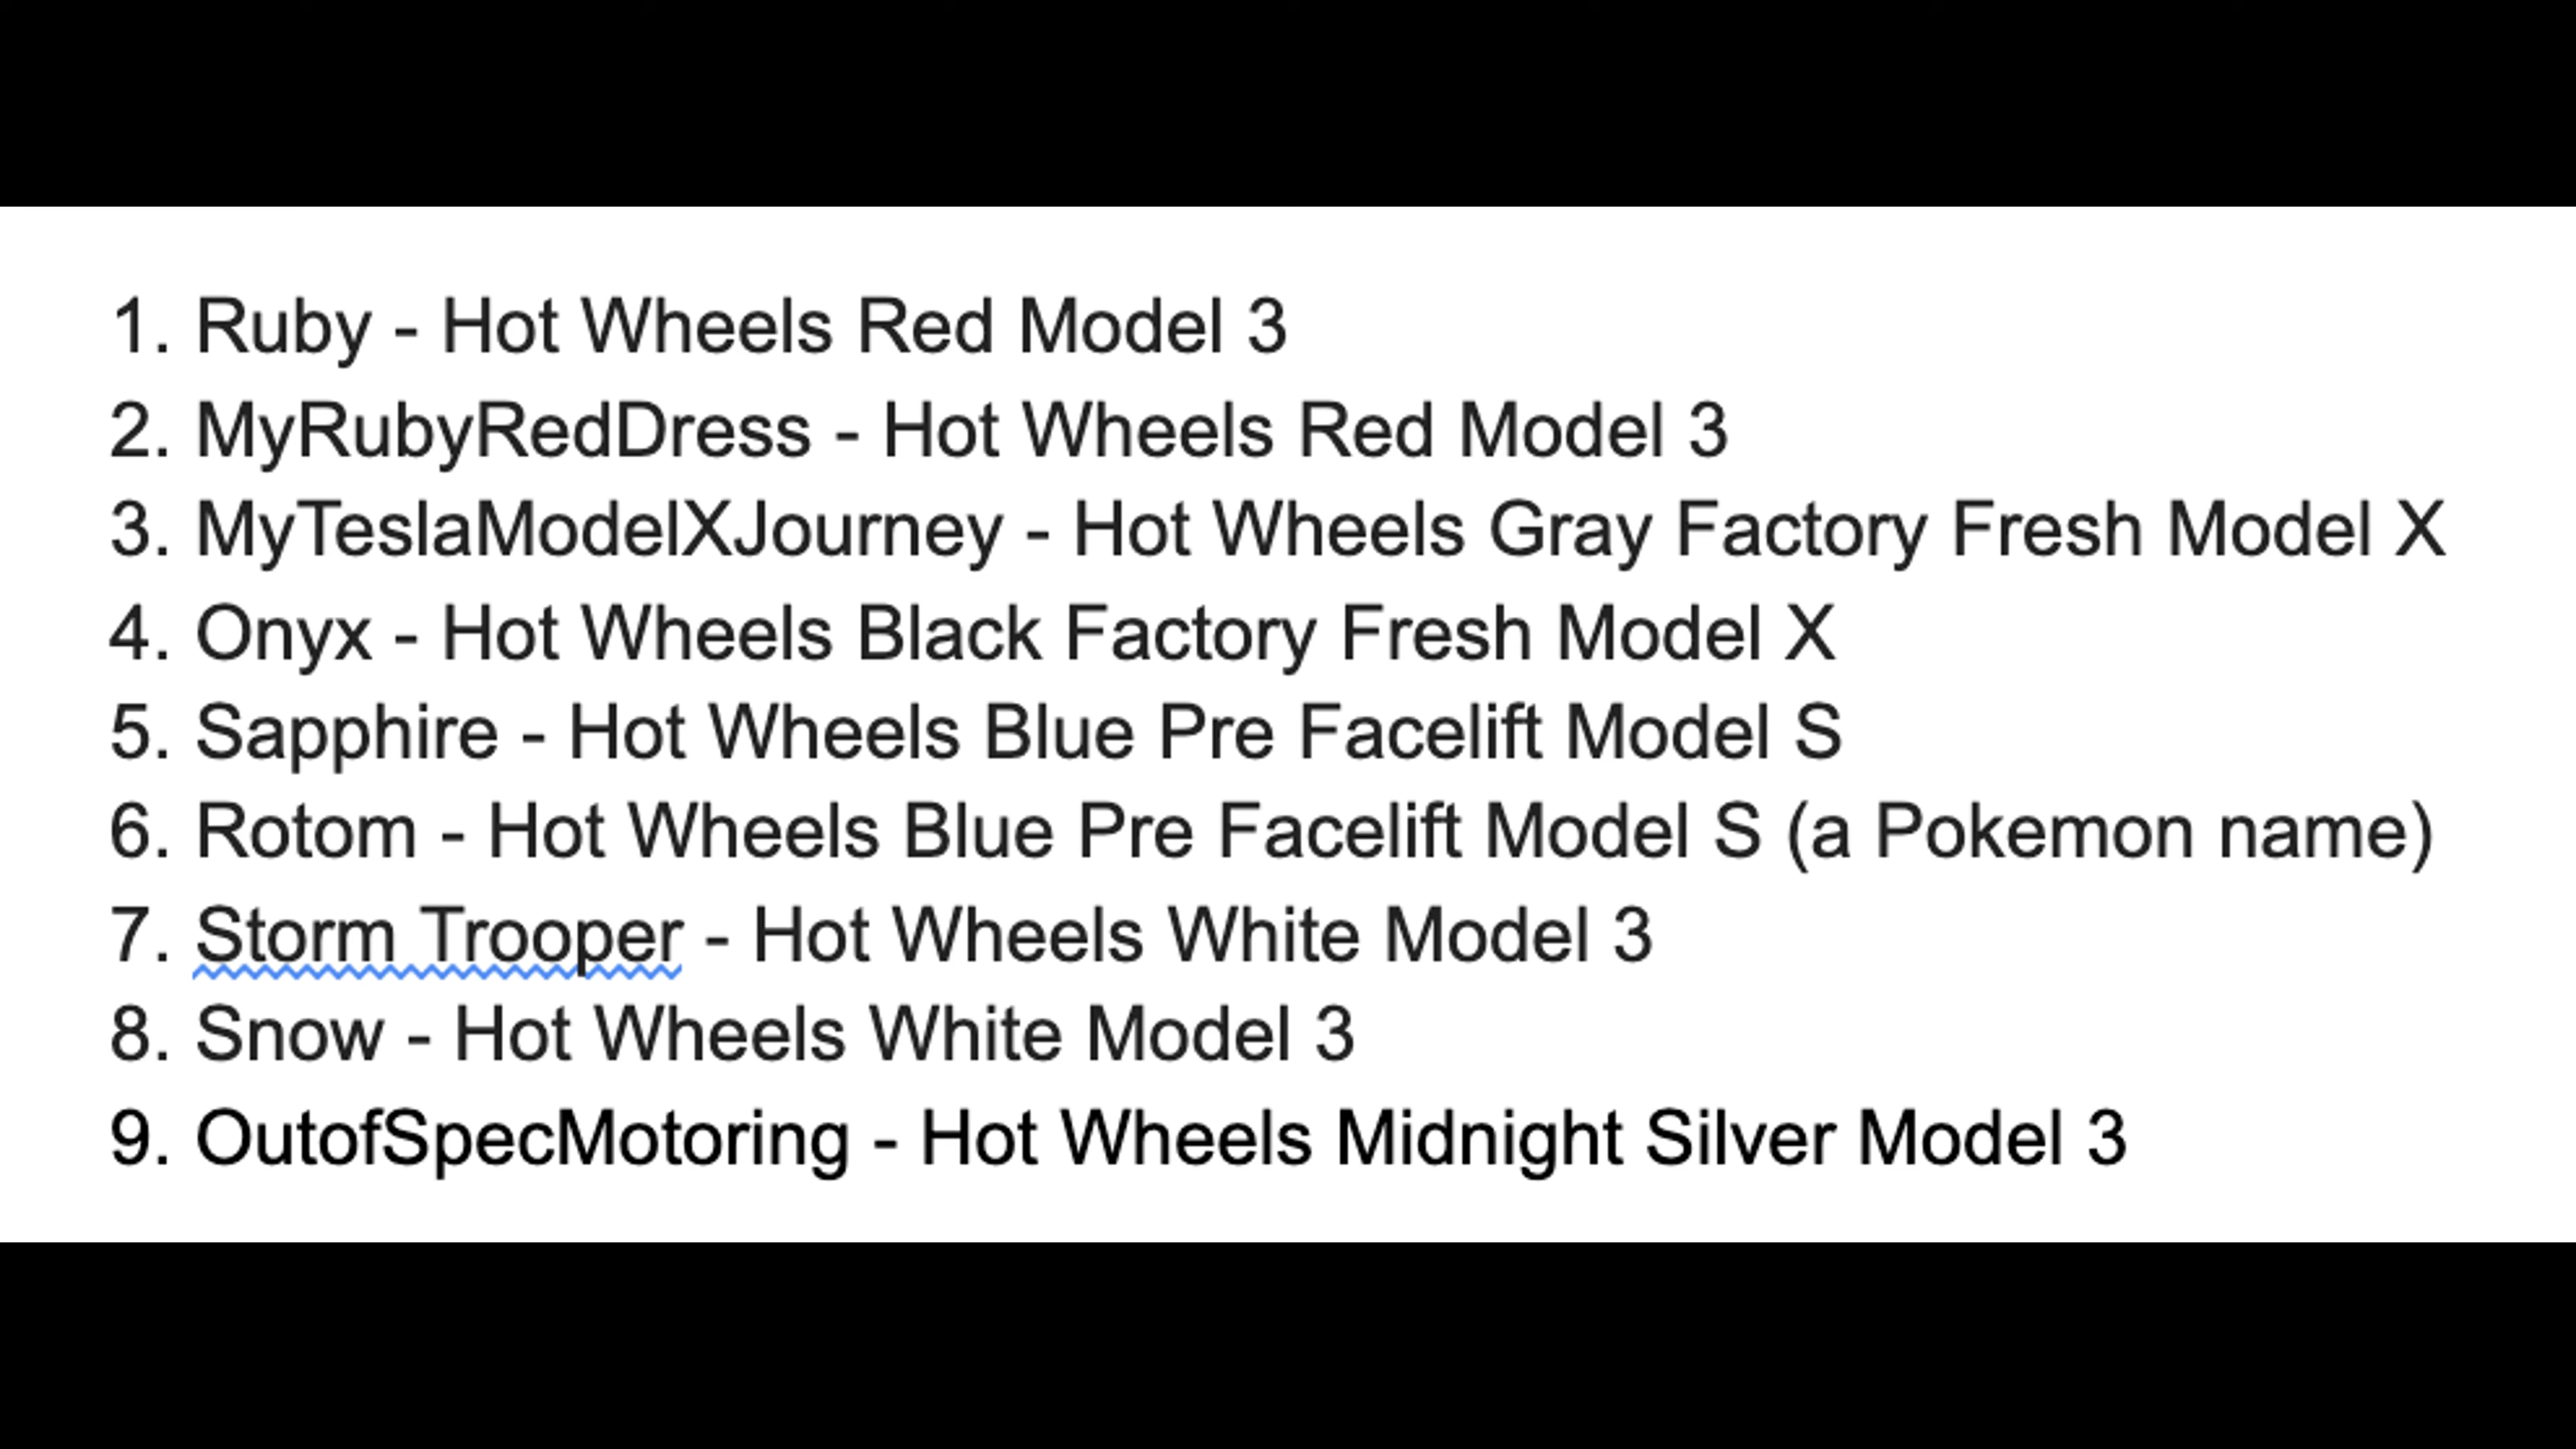 1. Ruby - Hot Wheels Red Model 3
2. MyRubyRedDress - Hot Wheels Red Model 3
3. MyTeslaModelXJourney - Hot Wheels Gray Factory Fresh Model X
4. Onyx - Hot Wheels Black Factory Fresh Model X
5. Sapphire - Hot Wheels Blue Pre Facelift Model S
6. Rotom - Hot Wheels Blue Pre Facelift Model S (a Pokemon name)
7. Storm Trooper - Hot Wheels White Model 3
8. Snow - Hot Wheels White Model 3
9. OutofSpecMotoring - Hot Wheels Midnight Silver Model 3